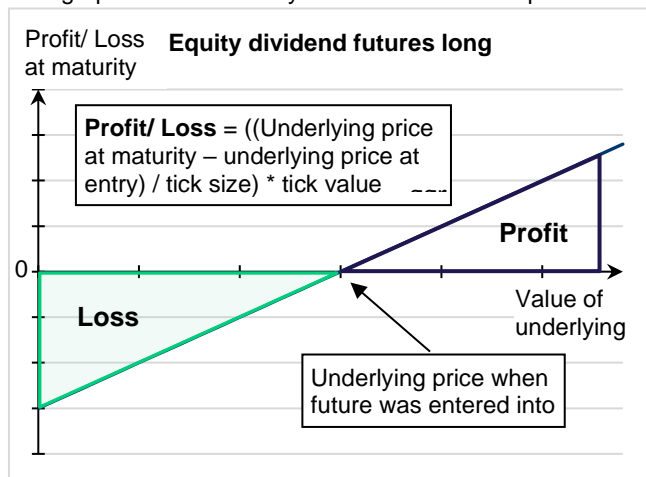 Profit/ Loss
at maturity
Equity dividend futures long
Profit/ Loss = ((Underlying price
at maturity – underlying price at
entry) / tick size) * tick value
Profit
0
Value of
underlying
Loss
Underlying price when
future was entered into